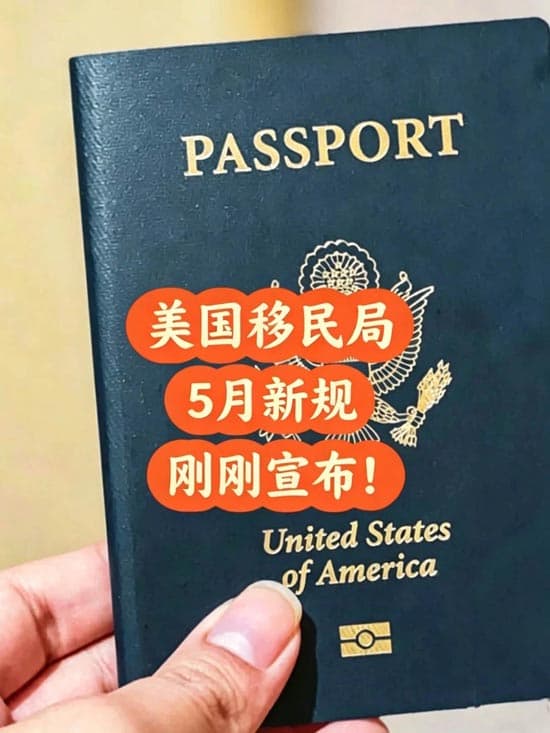 PASSPORT
美国移民局
5月新规
刚刚宣布！
United States
of America